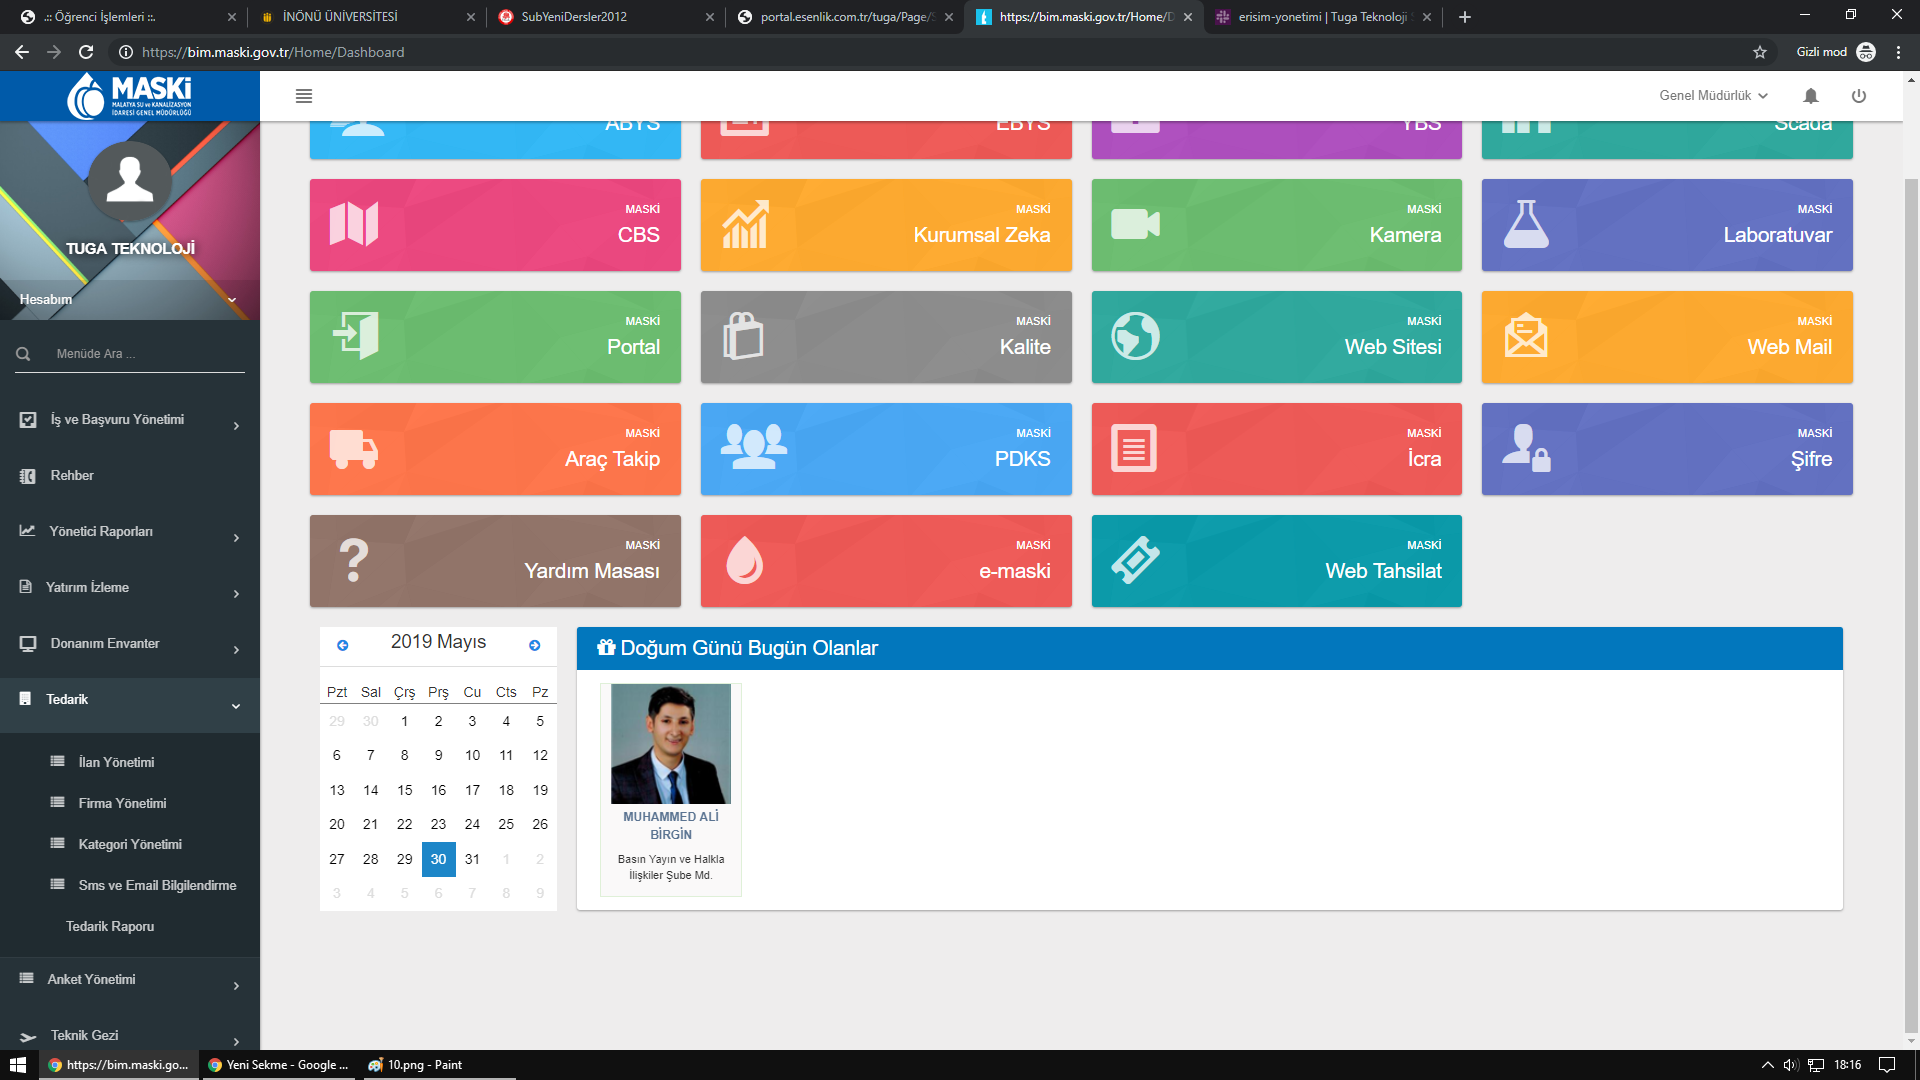 .:: Öğrenci İşlemleri ::.
İNÖNÜ ÜNİVERSİTESİ
SubYeniDersler2012
portal.esenlik.com.tr/tuga/Page/
https://bim.maski.gov.tr/Home/D
erisim-yonetimi | Tuga Teknoloji
https://bim.maski.gov.tr/Home/Dashboard
Gizli mod
MASKİ
MALATYA SU ve KANALİZASYON
İDARESİ GENEL MÜDÜRLÜĞÜ
Genel Müdürlük
TUGA TEKNOLOJİ
Hesabım
Menüde Ara ...
İş ve Başvuru Yönetimi
Rehber
Yönetici Raporları
Yatırım İzleme
Donanım Envanter
Tedarik
İlan Yönetimi
Firma Yönetimi
Kategori Yönetimi
Sms ve Email Bilgilendirme
Tedarik Raporu
Anket Yönetimi
Teknik Gezi
ABYS
EBYS
YBS
Scada
MASKİ
CBS
MASKİ
Kurumsal Zeka
MASKİ
Kamera
MASKİ
Laboratuvar
MASKİ
Portal
MASKİ
Kalite
MASKİ
Web Sitesi
MASKİ
Web Mail
MASKİ
Araç Takip
MASKİ
PDKS
MASKİ
İcra
MASKİ
Şifre
MASKİ
Yardım Masası
MASKİ
e-maski
MASKİ
Web Tahsilat
2019 Mayıs
Pzt Sal Çrş Prş Cu Cts Pz
29 30 1 2 3 4 5
6 7 8 9 10 11 12
13 14 15 16 17 18 19
20 21 22 23 24 25 26
27 28 29 30 31 1 2
3 4 5 6 7 8 9
Doğum Günü Bugün Olanlar
MUHAMMED ALİ
BİRGİN
Basın Yayın ve Halkla
İlişkiler Şube Md.
https://bim.maski.go...
Yeni Sekme - Google ...
10.png - Paint
18:16